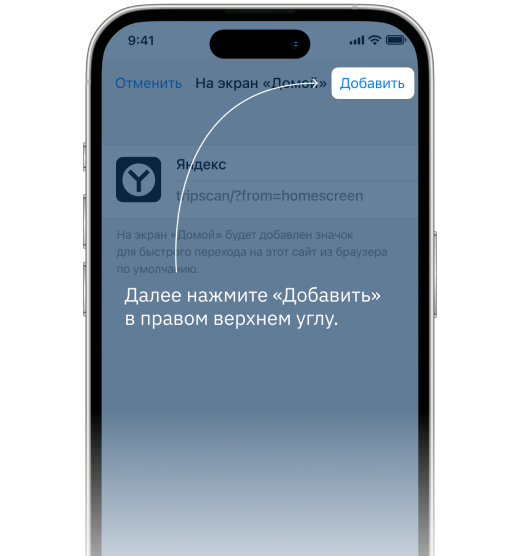 9:41
Отменить На экран «Домой» Добавить
Яндекс
tripscan/?from=homescreen
На экран «Домой» будет добавлен значок
для быстрого перехода на этот сайт из браузера
по умолчанию.
Далее нажмите «Добавить»
в правом верхнем углу.